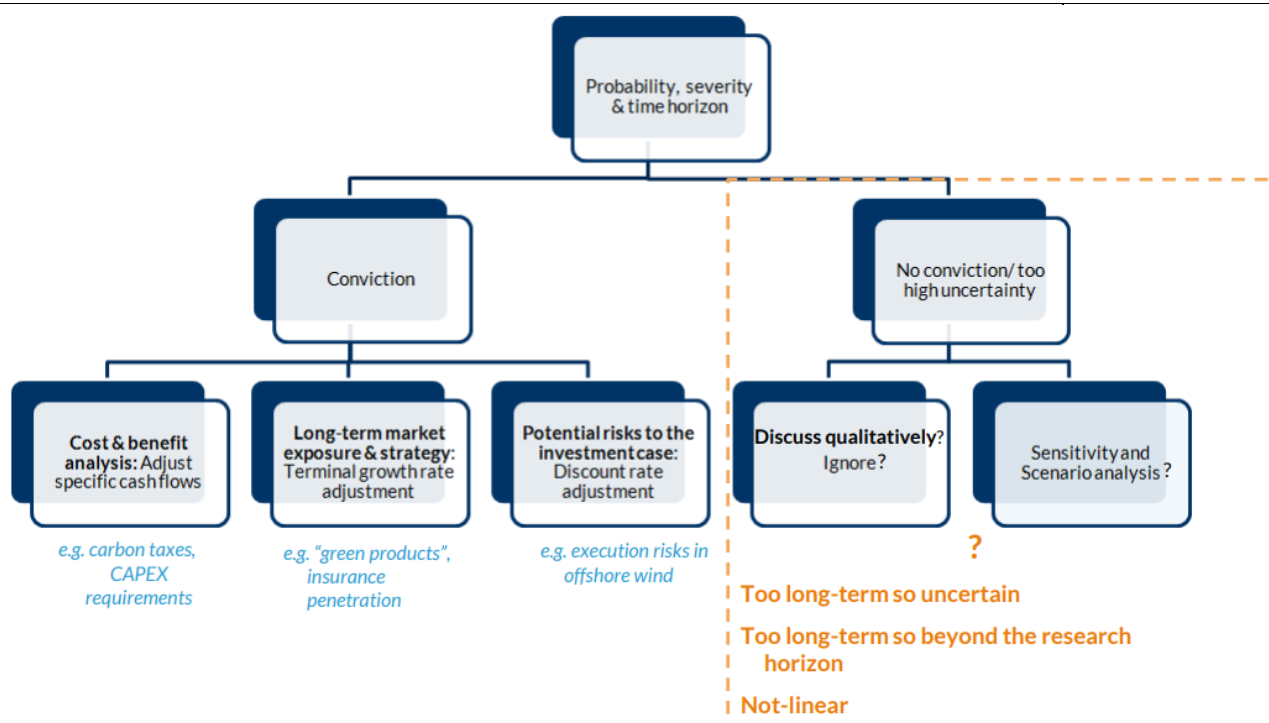 Probability, severity
& time horizon
Conviction
No conviction/ too
high uncertainty
Cost & benefit
analysis: Adjust
specific cash flows
Long-term market
exposure & strategy:
Terminal growth rate
adjustment
Potential risks to the
investment case:
Discount rate
adjustment
Discuss qualitatively?
Ignore?
Sensitivity and
Scenario analysis?
e.g. carbon taxes,
CAPEX
requirements
e.g. “green products”,
insurance
penetration
e.g. execution risks in
offshore wind
?
Too long-term so uncertain
Too long-term so beyond the research
horizon
Not-linear